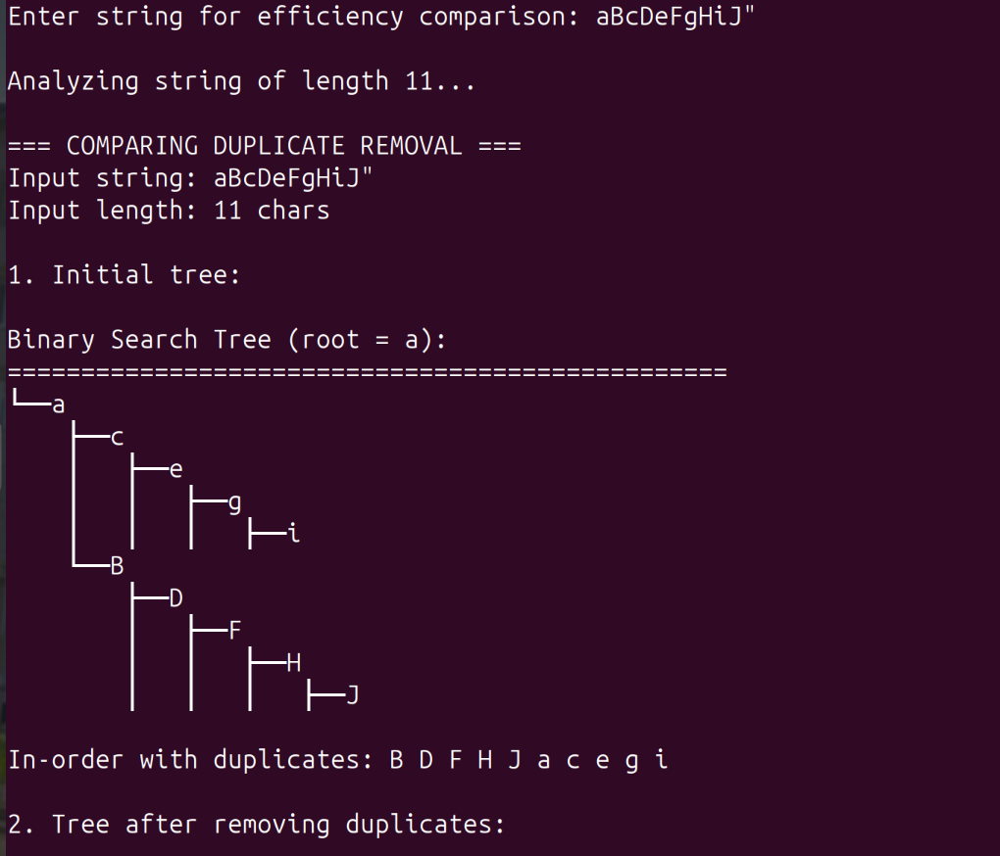 Enter string for efficiency comparison: aBcDeFgHiJ"
Analyzing string of length 11...
=== COMPARING DUPLICATE REMOVAL ===
Input string: aBcDeFgHiJ"
Input length: 11 chars
1. Initial tree:
Binary Search Tree (root = a):
=================================================
└──a
    ├──c
    │   ├──e
    │   │   ├──g
    │   │   │   ├──i
    └──B
        ├──D
        │   ├──F
        │   │   ├──H
        │   │   │   ├──J
In-order with duplicates: B D F H J a c e g i
2. Tree after removing duplicates: